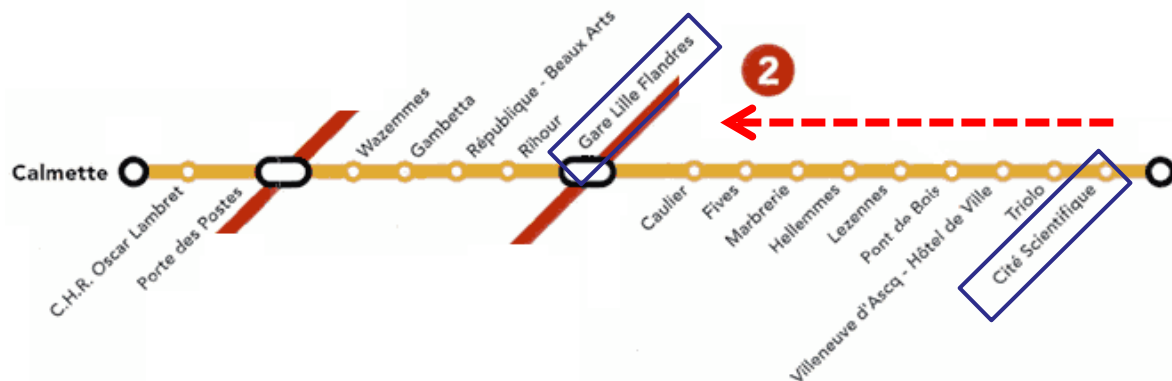 Calmette
C.H.R. Oscar Lambret
Porte des Postes
Wazemmes
Gambetta
République - Beaux Arts
Rihour
Gare Lille Flandres
2
Caulier
Fives
Marbrerie
Hellemmes
Lezennes
Pont de Bois
Villeneuve d'Ascq - Hôtel de Ville
Triolo
Cité Scientifique